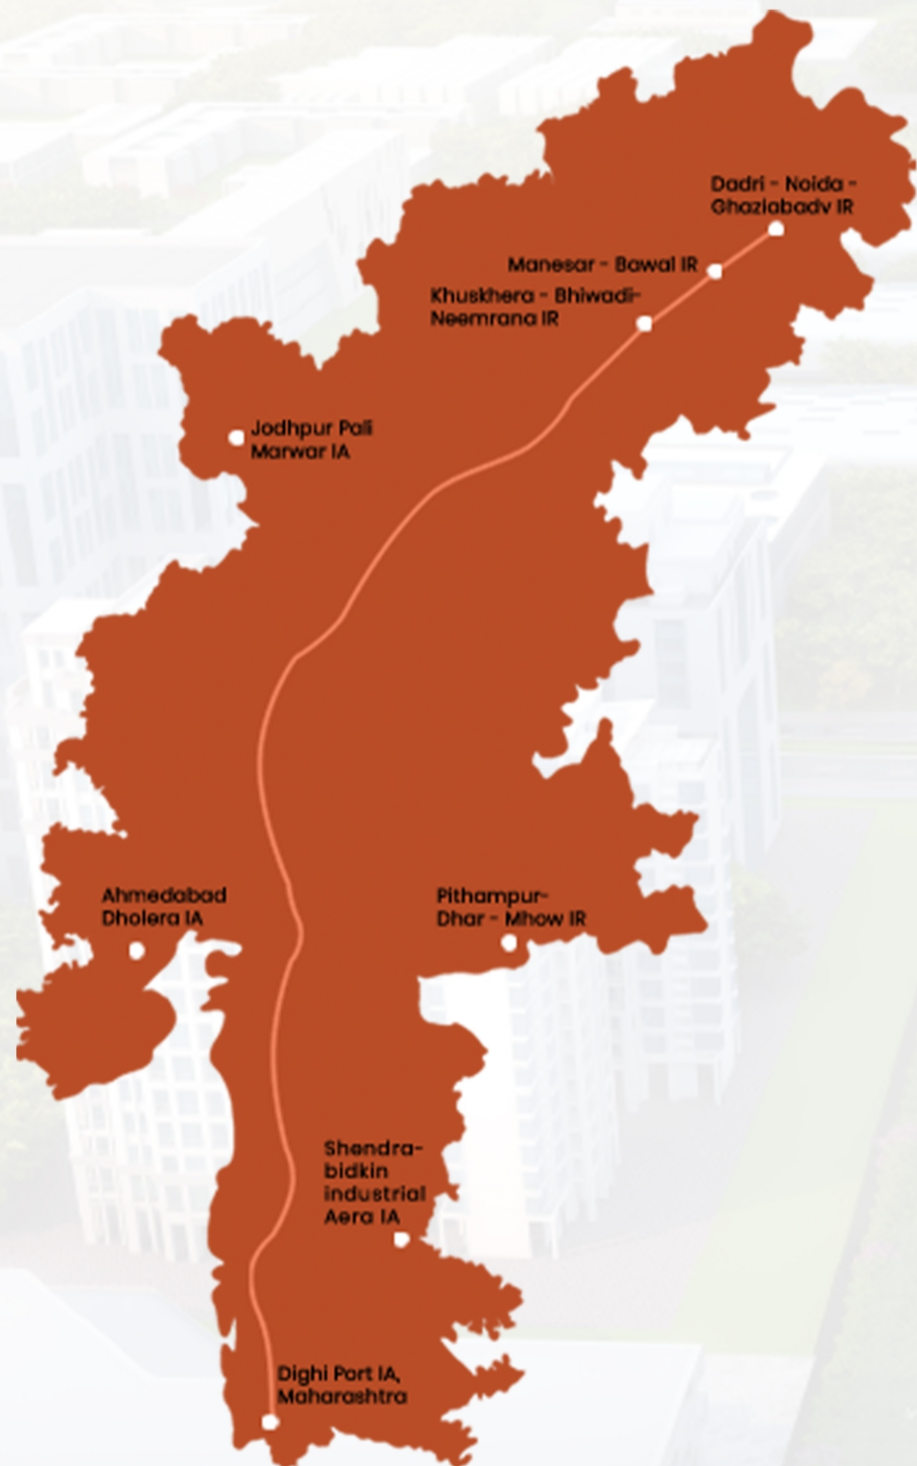 Dadri - Noida -
Ghaziabadv IR
Manesar - Bawal IR
Khuskhera - Bhiwadi-
Neemrana IR
Jodhpur Pali
Marwar IA
Ahmedabad
Dholera IA
Pithampur-
Dhar - Mhow IR
Shendra-
bidkin
industrial
Aera IA
Dighi Port IA,
Maharashtra